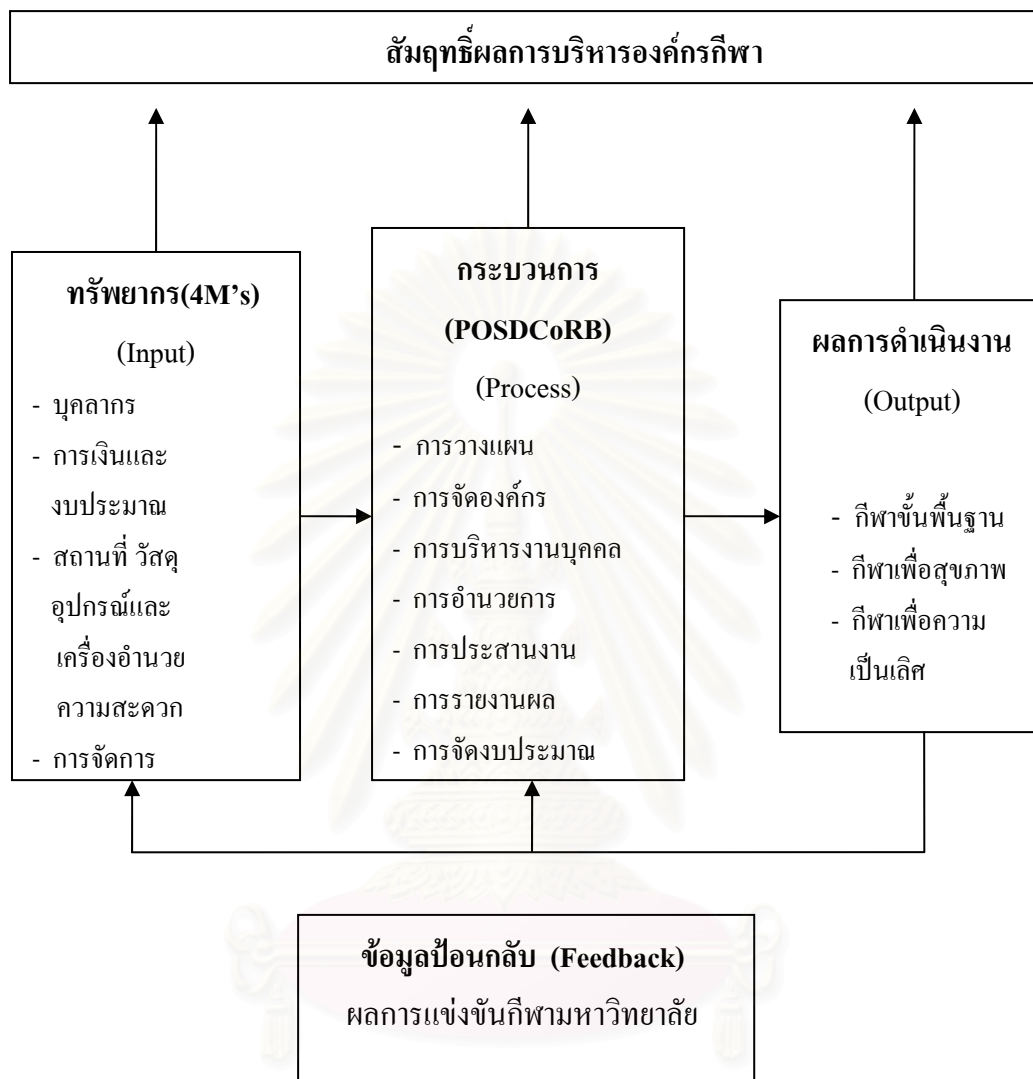 สัมฤทธิ์ผลการบริหารองค์กรกีฬา
ทรัพยากร(4M’s)
(Input)
- บุคลากร
- การเงินและ
งบประมาณ
- สถานที่ วัสดุ
อุปกรณ์และ
เครื่องอำนวย
ความสะดวก
- การจัดการ
กระบวนการ
(POSDCoRB)
(Process)
- การวางแผน
- การจัดองค์กร
- การบริหารงานบุคคล
- การอำนวยการ
- การประสานงาน
- การรายงานผล
- การจัดงบประมาณ
ผลการดำเนินงาน
(Output)
- กีฬาขั้นพื้นฐาน
- กีฬาเพื่อสุขภาพ
- กีฬาเพื่อความ
เป็นเลิศ
ข้อมูลป้อนกลับ (Feedback)
ผลการแข่งขันกีฬามหาวิทยาลัย